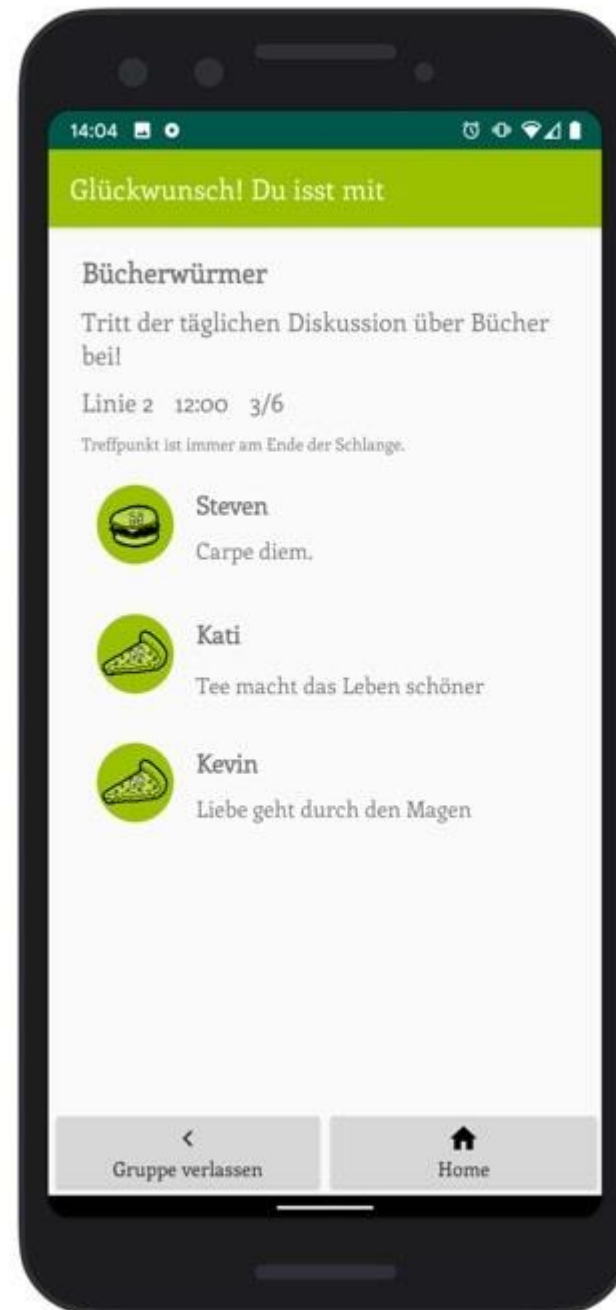 14:04
Glückwunsch! Du isst mit
Bücherwürmer
Tritt der täglichen Diskussion über Bücher
bei!
Linie 2 12:00 3/6
Treffpunkt ist immer am Ende der Schlange.
Steven
Carpe diem.
Kati
Tee macht das Leben schöner
Kevin
Liebe geht durch den Magen
Gruppe verlassen
Home